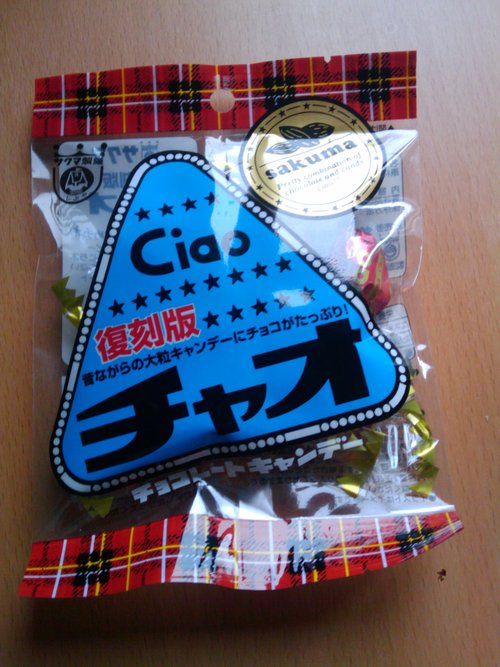 サクマ製菓
sakuma
Pretty combination of
chocolate and candy
Ciao
復刻版
昔ながらの大粒キャンデーにチョコがたっぷり!
チャオ
チョコレートキャンデー